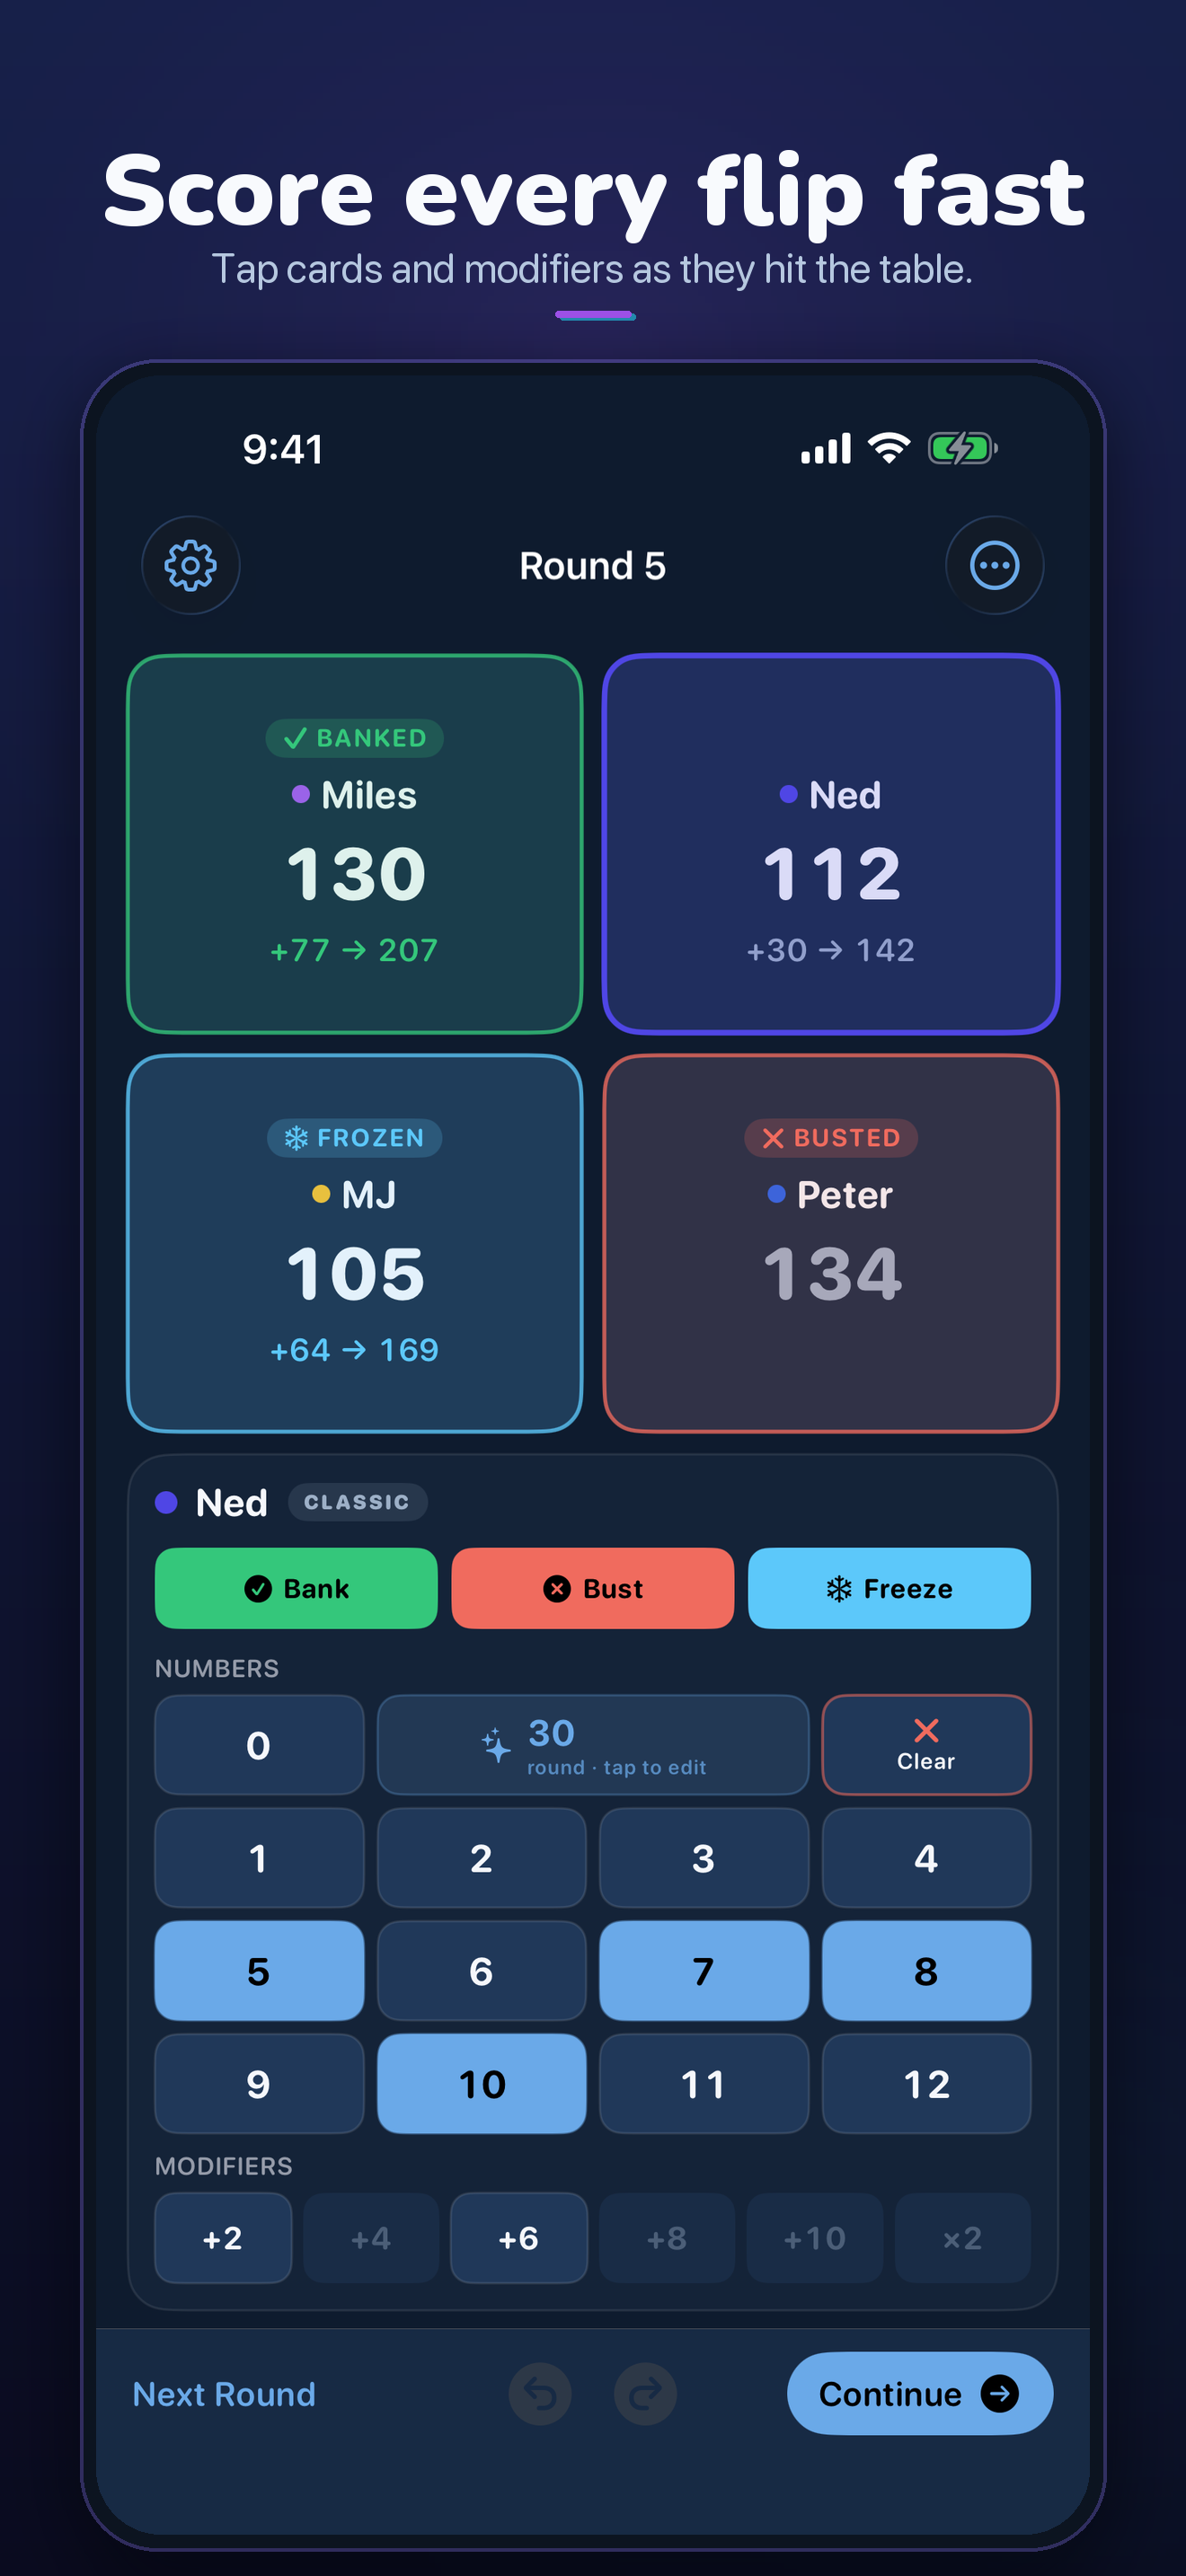 Score every flip fast
Tap cards and modifiers as they hit the table.
9:41
Round 5
BANKED
Miles
130
+77 → 207
Ned
112
+30 → 142
FROZEN
MJ
105
+64 → 169
BUSTED
Peter
134
Ned CLASSIC
Bank Bust Freeze
NUMBERS
0 30 Clear
round · tap to edit
1 2 3 4
5 6 7 8
9 10 11 12
MODIFIERS
+2 +4 +6 +8 +10 ×2
Next Round Continue